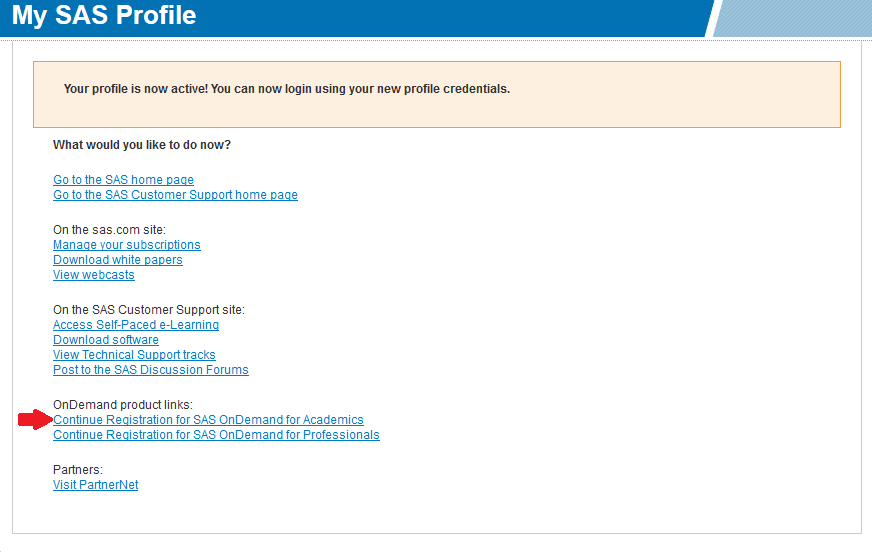 My SAS Profile
Your profile is now active! You can now login using your new profile credentials.
What would you like to do now?
Go to the SAS home page
Go to the SAS Customer Support home page
On the sas.com site:
Manage your subscriptions
Download white papers
View webcasts
On the SAS Customer Support site:
Access Self-Paced e-Learning
Download software
View Technical Support tracks
Post to the SAS Discussion Forums
OnDemand product links:
Continue Registration for SAS OnDemand for Academics
Continue Registration for SAS OnDemand for Professionals
Partners:
Visit PartnerNet